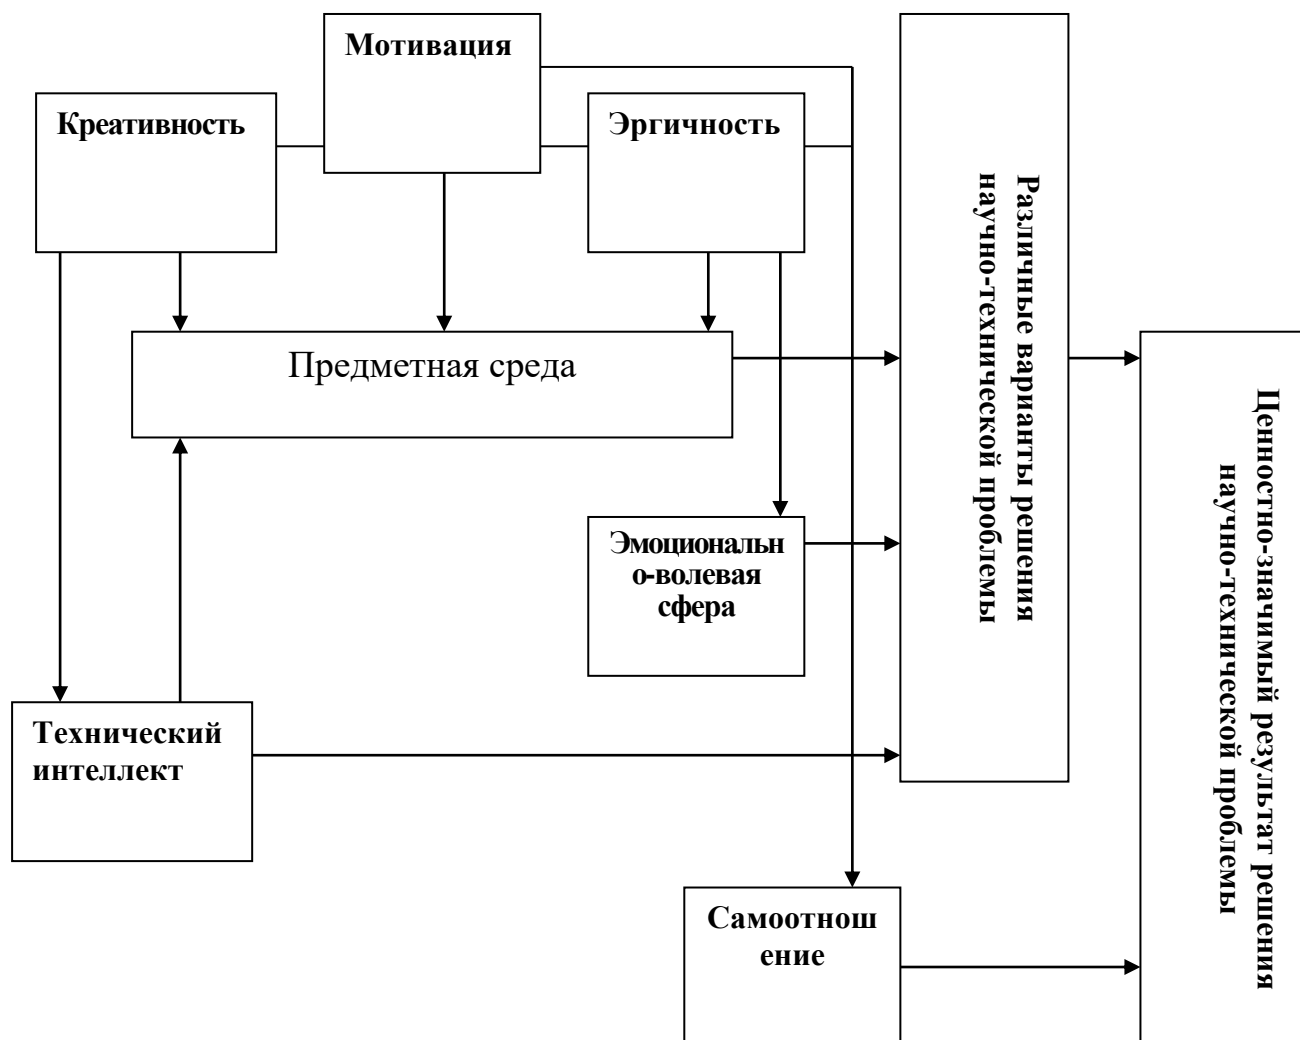 Мотивация
Креативность
Эргичность
Предметная среда
Различные варианты решения
научно-технической проблемы
Эмоциональн
о-волевая
сфера
Ценностно-значимый результат решения
научно-технической проблемы
Технический
интеллект
Самоотнош
ение